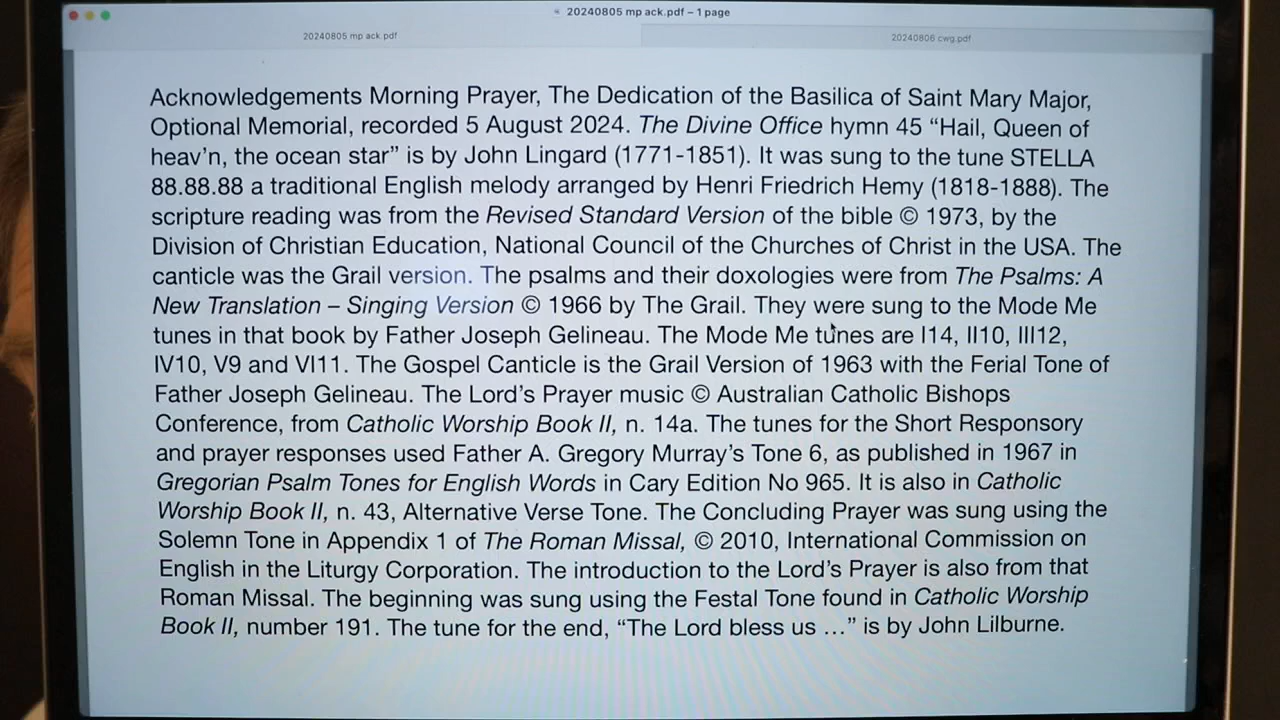 20240805 mp ack.pdf – 1 page
20240805 mp ack.pdf
20240806 cwg.pdf
Acknowledgements Morning Prayer, The Dedication of the Basilica of Saint Mary Major,
Optional Memorial, recorded 5 August 2024. The Divine Office hymn 45 “Hail, Queen of
heav’n, the ocean star” is by John Lingard (1771-1851). It was sung to the tune STELLA
88.88.88 a traditional English melody arranged by Henri Friedrich Hemy (1818-1888). The
scripture reading was from the Revised Standard Version of the bible © 1973, by the
Division of Christian Education, National Council of the Churches of Christ in the USA. The
canticle was the Grail version. The psalms and their doxologies were from The Psalms: A
New Translation – Singing Version © 1966 by The Grail. They were sung to the Mode Me
tunes in that book by Father Joseph Gelineau. The Mode Me tunes are I14, II10, III12,
IV10, V9 and VI11. The Gospel Canticle is the Grail Version of 1963 with the Ferial Tone of
Father Joseph Gelineau. The Lord’s Prayer music © Australian Catholic Bishops
Conference, from Catholic Worship Book II, n. 14a. The tunes for the Short Responsory
and prayer responses used Father A. Gregory Murray’s Tone 6, as published in 1967 in
Gregorian Psalm Tones for English Words in Cary Edition No 965. It is also in Catholic
Worship Book II, n. 43, Alternative Verse Tone. The Concluding Prayer was sung using the
Solemn Tone in Appendix 1 of The Roman Missal, © 2010, International Commission on
English in the Liturgy Corporation. The introduction to the Lord’s Prayer is also from that
Roman Missal. The beginning was sung using the Festal Tone found in Catholic Worship
Book II, number 191. The tune for the end, “The Lord bless us …” is by John Lilburne.